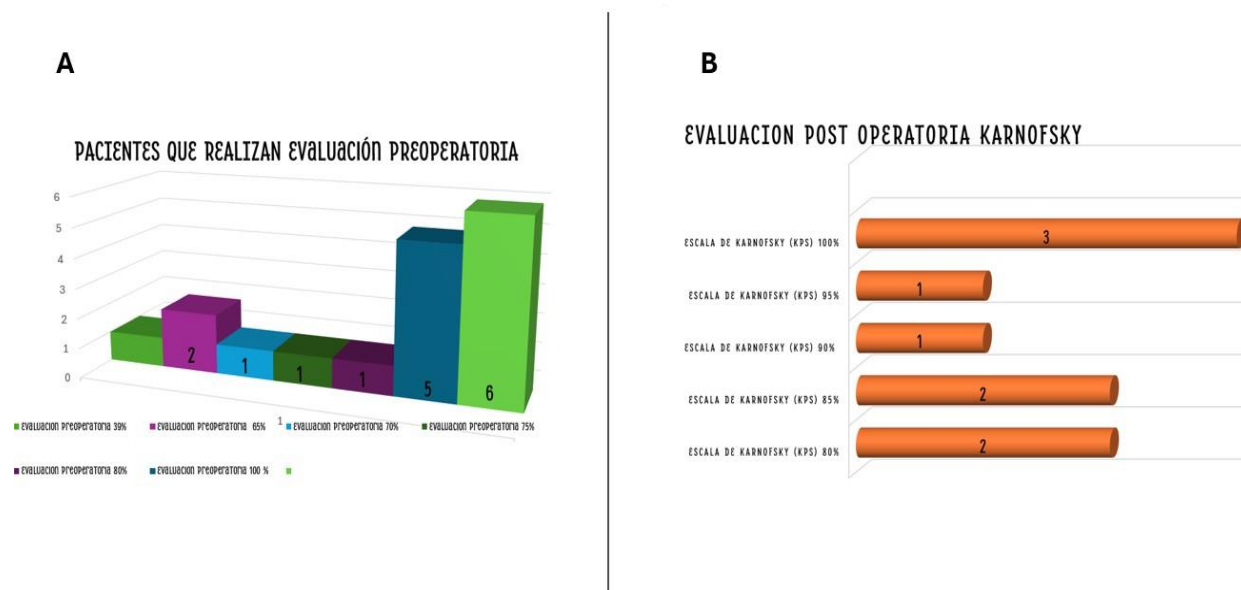 A
PACIENTES QUE REALIZAN EVALUACIÓN PREOPERATORIA
6
5
4
3
2
1
0
2
1
1
1
5
6
1
EVALUACION PREOPERATORIA 39%
EVALUACION PREOPERATORIA 65%
EVALUACION PREOPERATORIA 70%
EVALUACION PREOPERATORIA 75%
EVALUACION PREOPERATORIA 80%
EVALUACION PREOPERATORIA 100 %
B
EVALUACION POST OPERATORIA KARNOFSKY
ESCALA DE KARNOFSKY (KPS) 100%
3
ESCALA DE KARNOFSKY (KPS) 95%
1
ESCALA DE KARNOFSKY (KPS) 90%
1
ESCALA DE KARNOFSKY (KPS) 85%
2
ESCALA DE KARNOFSKY (KPS) 80%
2